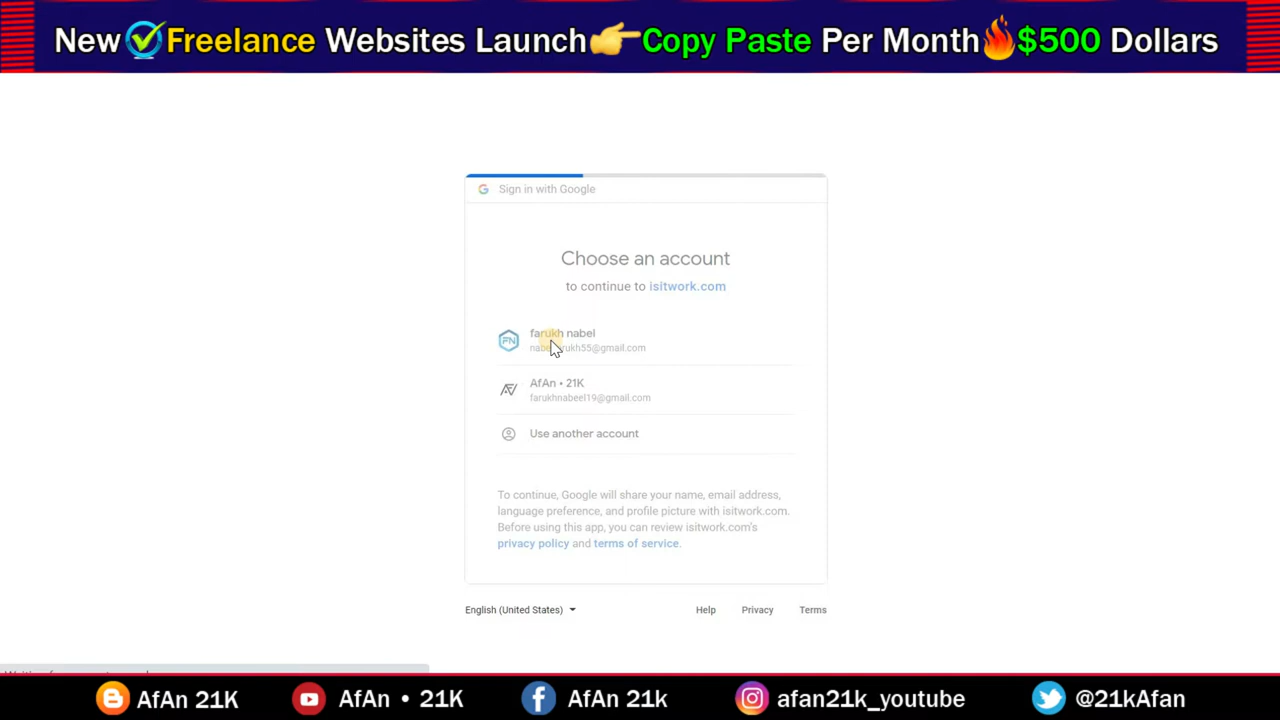 New Freelance Websites Launch👉Copy Paste Per Month🔥$500 Dollars
Sign in with Google
Choose an account
to continue to isitwork.com
FN
farukh nabel
AfAn • 21K
farukhnabeel19@gmail.com
Use another account
To continue, Google will share your name, email address,
language preference, and profile picture with isitwork.com.
Before using this app, you can review isitwork.com's
privacy policy and terms of service.
English (United States)
Help
Privacy
Terms
AfAn 21K
AfAn • 21K
AfAn 21k
afan21k_youtube
@21kAfan